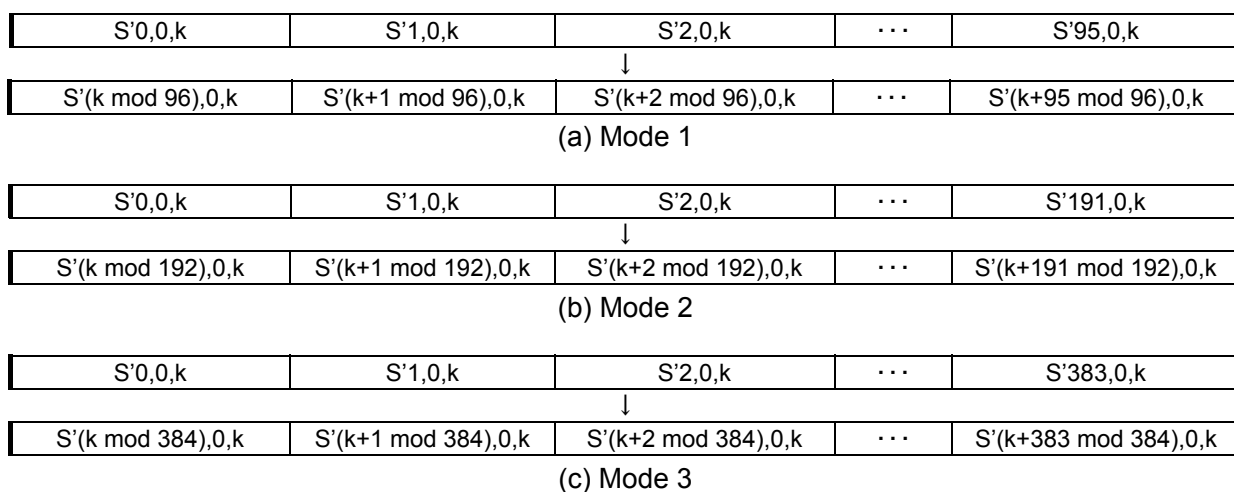 S'0,0,k S'1,0,k S'2,0,k ··· S'95,0,k
↓
S'(k mod 96),0,k S'(k+1 mod 96),0,k S'(k+2 mod 96),0,k ··· S'(k+95 mod 96),0,k
(a) Mode 1
S'0,0,k S'1,0,k S'2,0,k ··· S'191,0,k
↓
S'(k mod 192),0,k S'(k+1 mod 192),0,k S'(k+2 mod 192),0,k ··· S'(k+191 mod 192),0,k
(b) Mode 2
S'0,0,k S'1,0,k S'2,0,k ··· S'383,0,k
↓
S'(k mod 384),0,k S'(k+1 mod 384),0,k S'(k+2 mod 384),0,k ··· S'(k+383 mod 384),0,k
(c) Mode 3